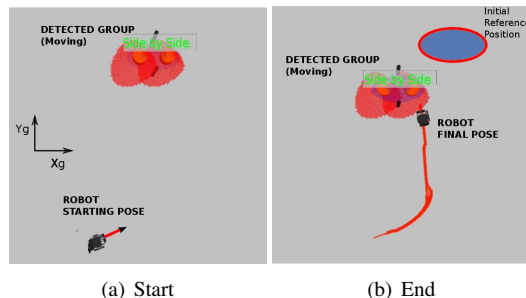 DETECTED GROUP
(Moving)
Side by Side
Yg
Xg
ROBOT
STARTING POSE
(a) Start
Initial
Reference
Position
DETECTED GROUP
(Moving)
Side by Side
ROBOT
FINAL POSE
(b) End